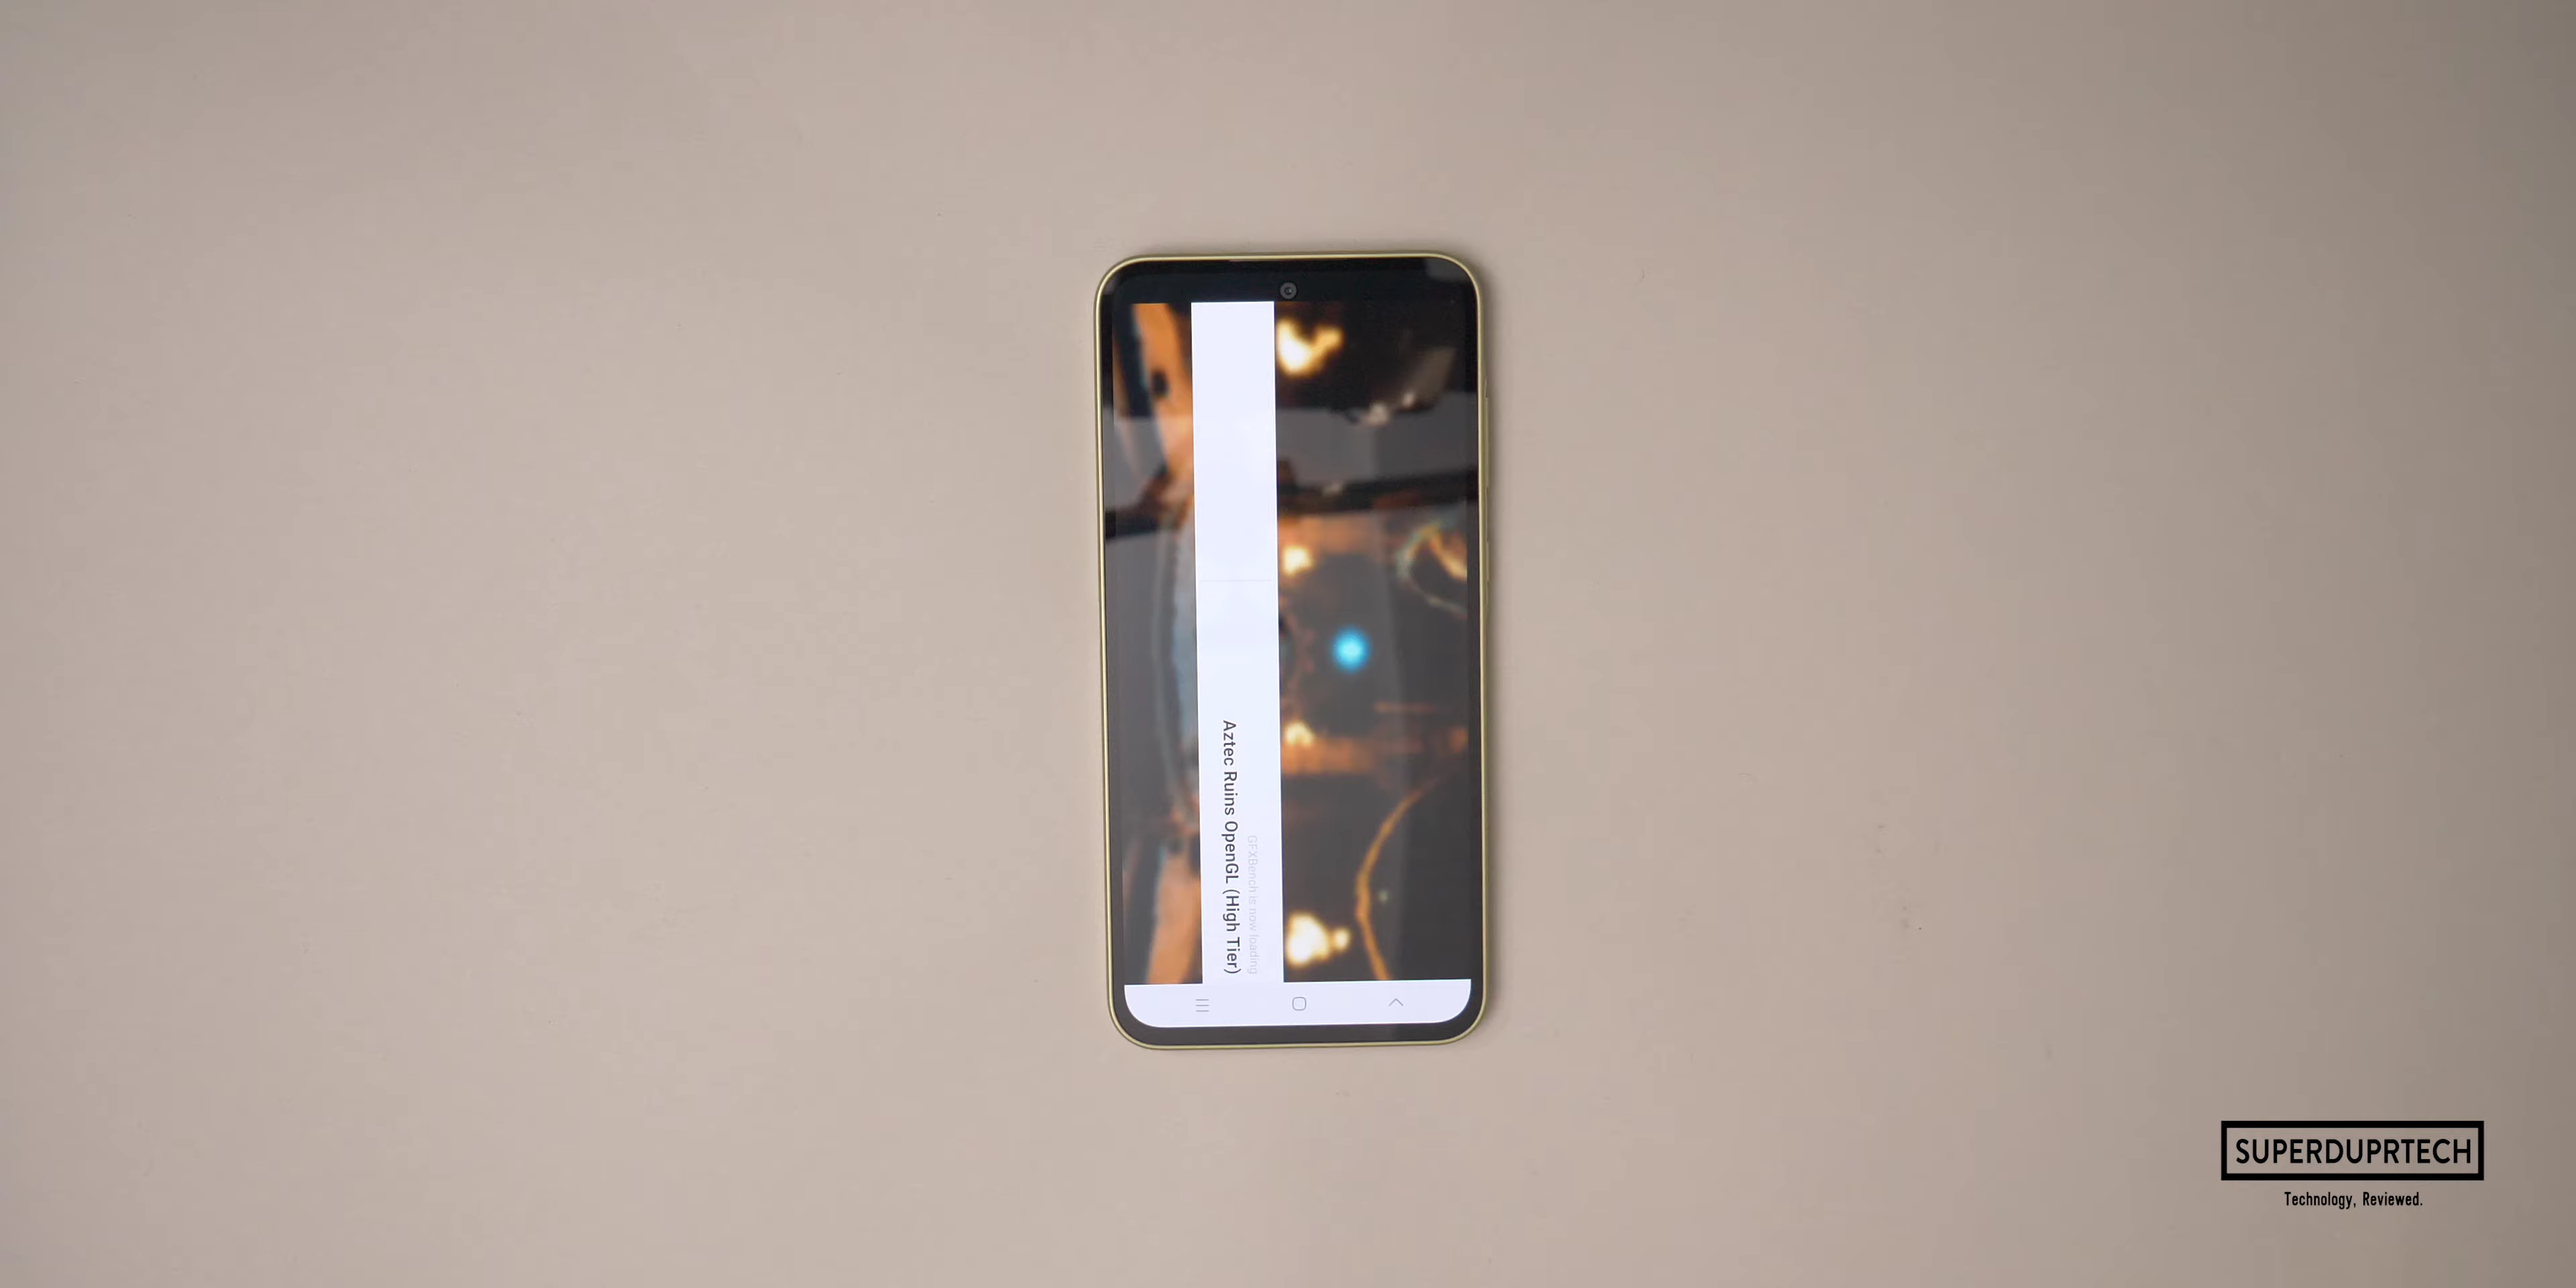 GFXBench is now loading
Aztec Ruins OpenGL (High Tier)
SUPERDUPRTECH
Technology, Reviewed.